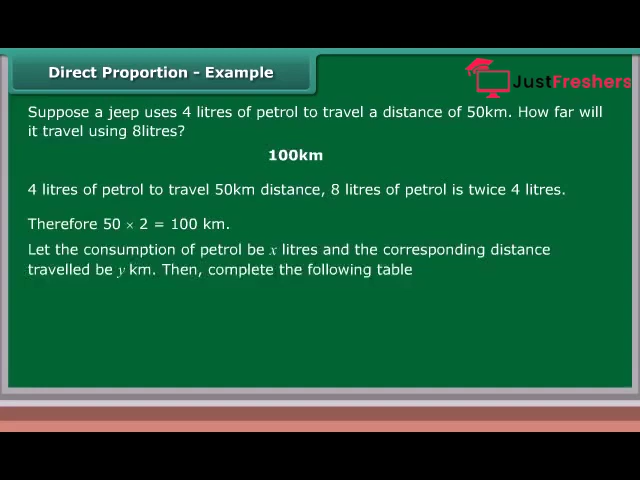 Direct Proportion - Example
JustFreshers
Suppose a jeep uses 4 litres of petrol to travel a distance of 50km. How far will
it travel using 8litres?
100km
4 litres of petrol to travel 50km distance, 8 litres of petrol is twice 4 litres.
Therefore 50 × 2 = 100 km.
Let the consumption of petrol be x litres and the corresponding distance
travelled be y km. Then, complete the following table